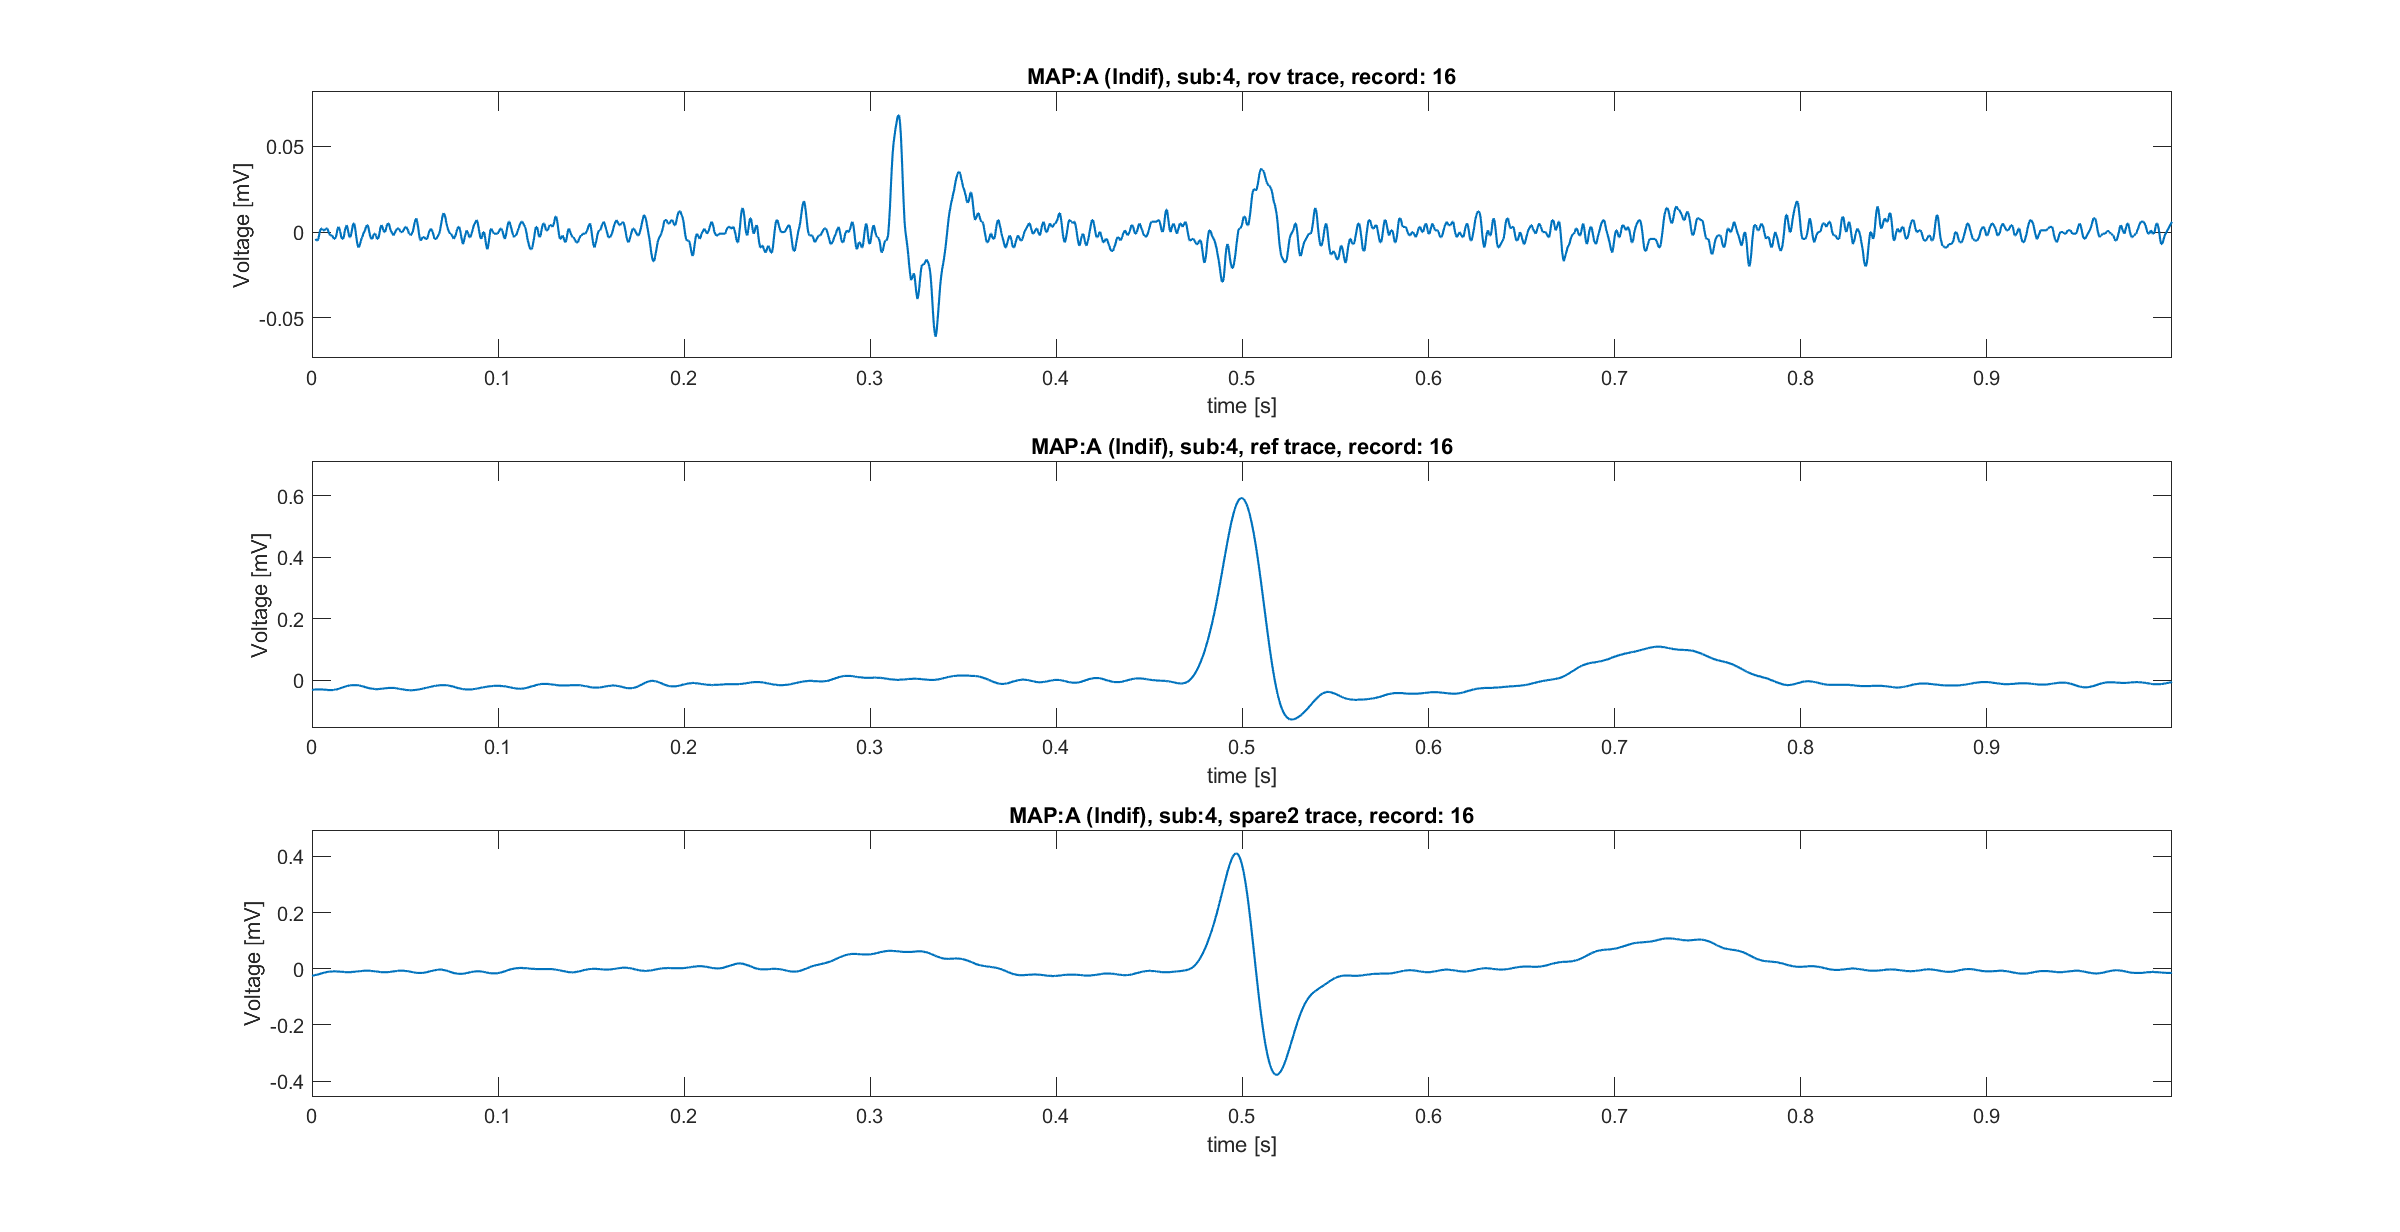 MAP:A (Indif), sub:4, rov trace, record: 16
Voltage [mV]
0.05
0
-0.05
0 0.1 0.2 0.3 0.4 0.5 0.6 0.7 0.8 0.9
time [s]
MAP:A (Indif), sub:4, ref trace, record: 16
Voltage [mV]
0.6
0.4
0.2
0
0 0.1 0.2 0.3 0.4 0.5 0.6 0.7 0.8 0.9
time [s]
MAP:A (Indif), sub:4, spare2 trace, record: 16
Voltage [mV]
0.4
0.2
0
-0.2
-0.4
0 0.1 0.2 0.3 0.4 0.5 0.6 0.7 0.8 0.9
time [s]